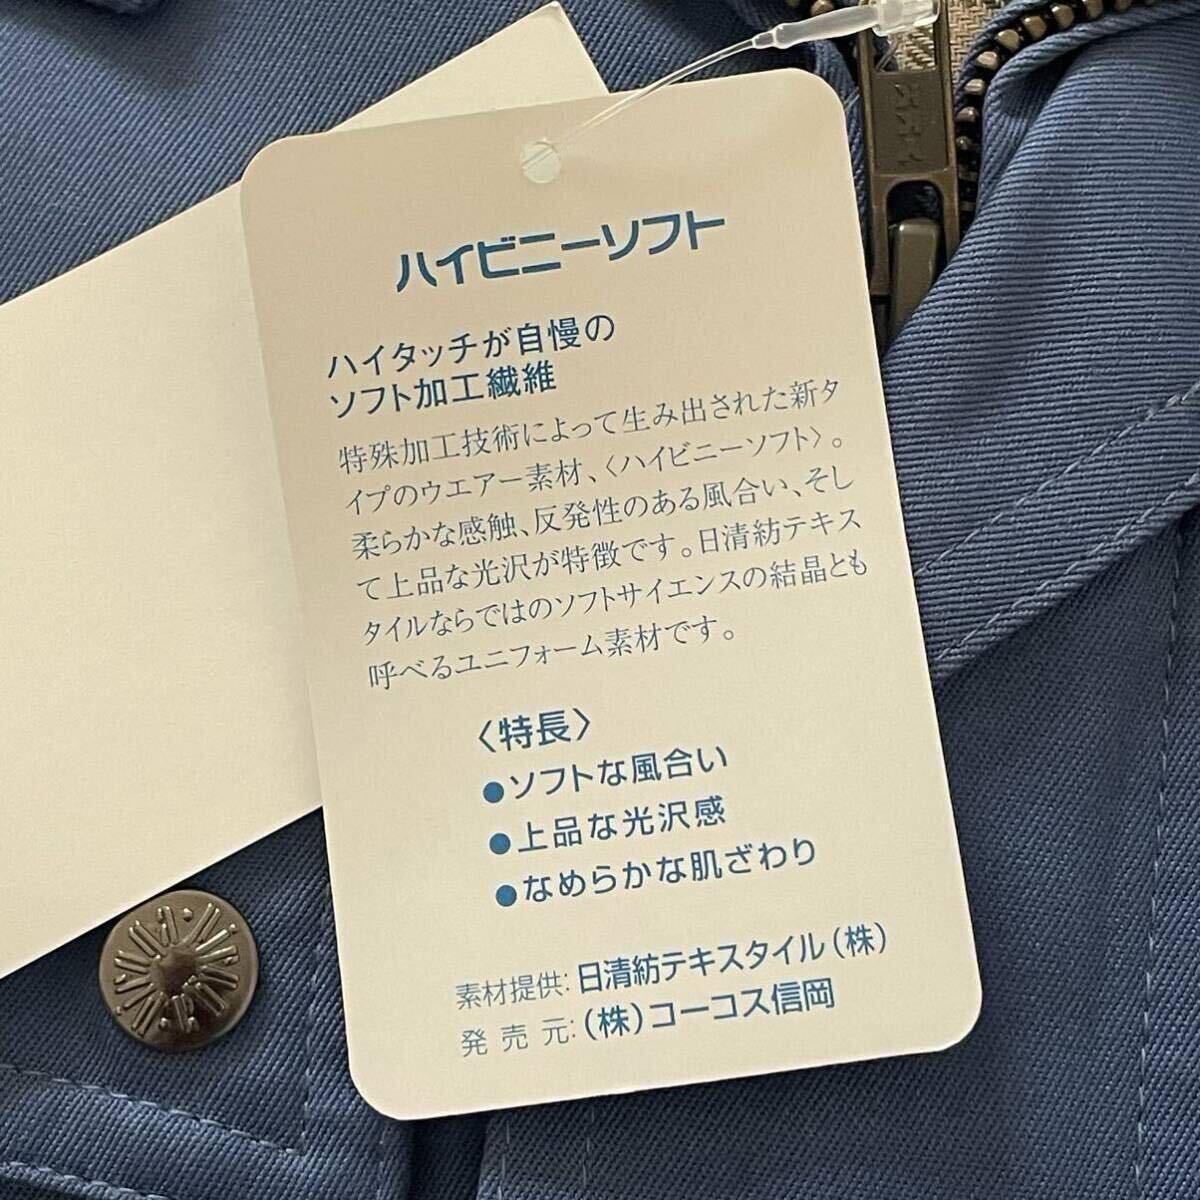 ハイビニーソフト
ハイタッチが自慢の
ソフト加工繊維
特殊加工技術によって生み出された新タ
イプのウエアー素材、〈ハイビニーソフト〉。
柔らかな感触、反発性のある風合い、そし
て上品な光沢が特徴です。日清紡テキス
タイルならではのソフトサイエンスの結晶とも
呼べるユニフォーム素材です。
〈特長〉
●ソフトな風合い
●上品な光沢感
●なめらかな肌ざわり
素材提供:日清紡テキスタイル(株)
発売元:(株)コーコス信岡
YKK